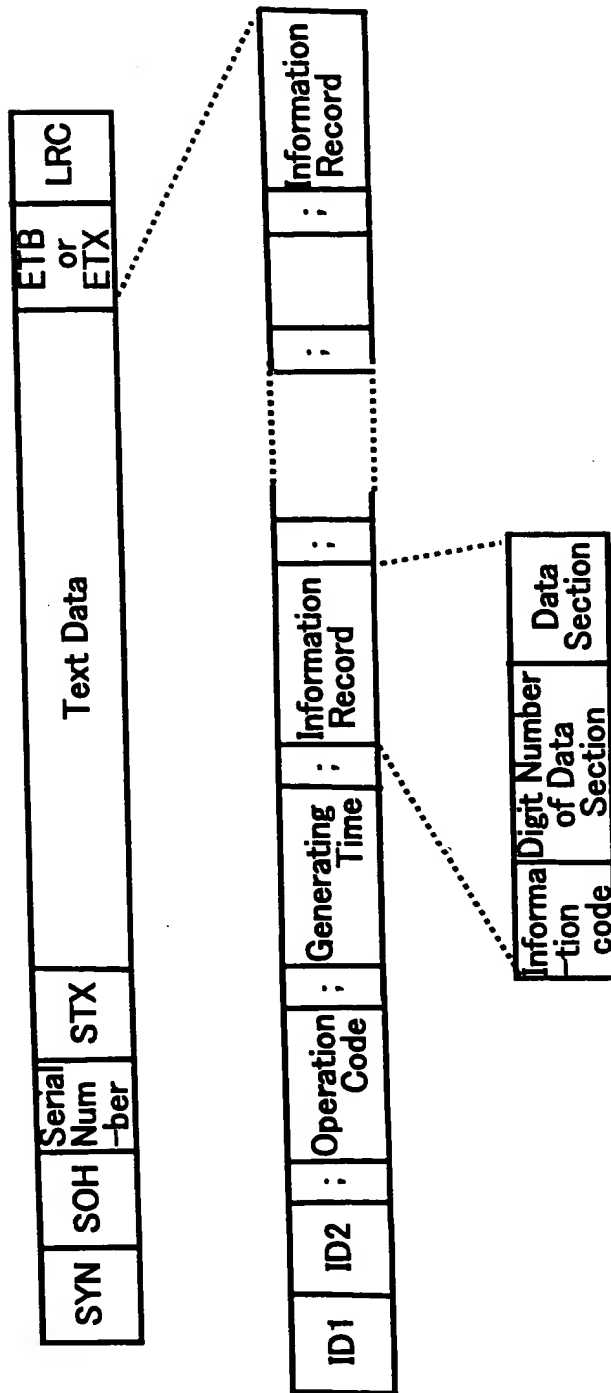 SYN
SOH
Serial
Num
-ber
STX
Text Data
ETB
or
ETX
LRC
ID1
ID2
;
Operation
Code
;
Generating
Time
;
Information
Record
;
;
;
Information
Record
Informa
-tion
code
Digit Number
of Data
Section
Data
Section